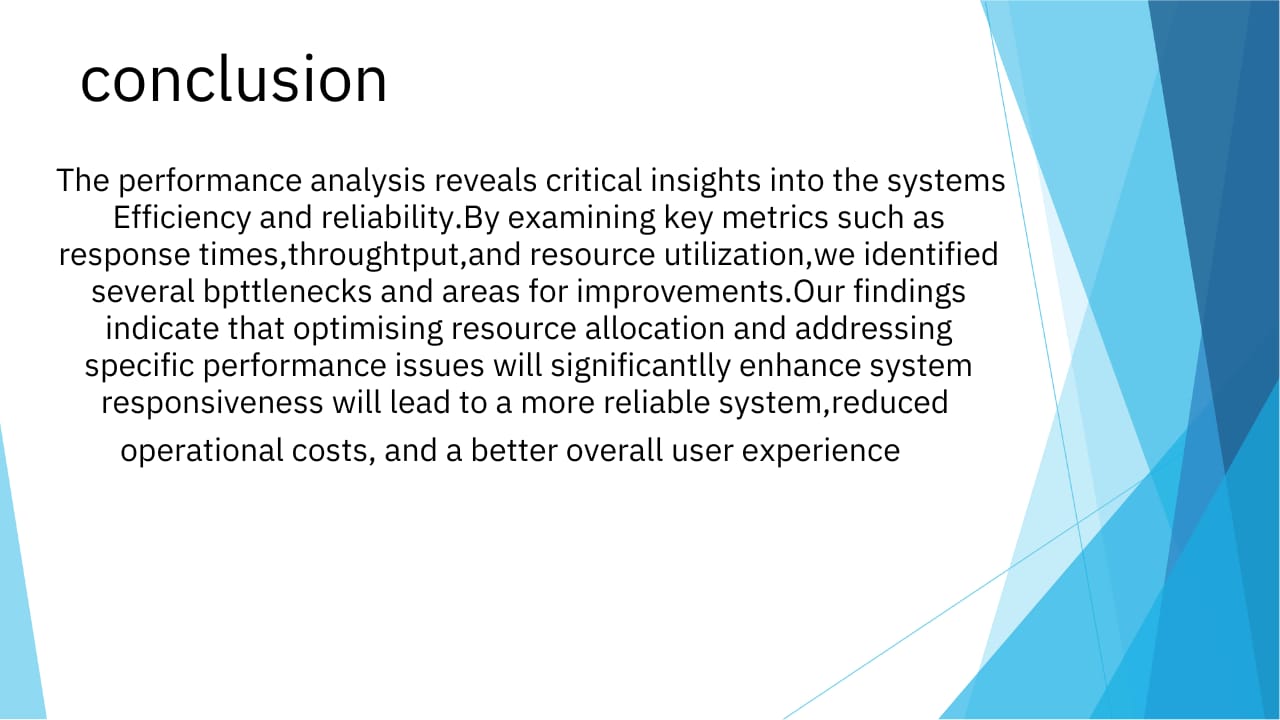 conclusion
The performance analysis reveals critical insights into the systems
Efficiency and reliability.By examining key metrics such as
response times,throughtput,and resource utilization,we identified
several bpttlenecks and areas for improvements.Our findings
indicate that optimising resource allocation and addressing
specific performance issues will significantlly enhance system
responsiveness will lead to a more reliable system,reduced
operational costs, and a better overall user experience